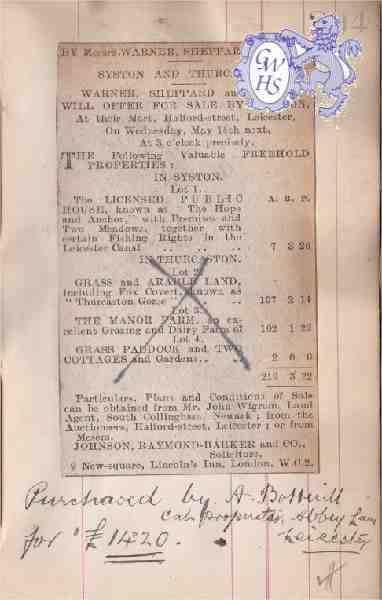 BY Messrs. WARNER, SHEPPAR
SYSTON AND THURC
WARNER, SHEPPARD an
WILL OFFER FOR SALE BY
At their Mart, Halford-street, Leicester,
On Wednesday, May 18th next,
At 3 o'clock precisely,
THE Following Valuable FREEHOLD
PROPERTIES:
IN SYSTON.
Lot 1.
The LICENSED PUBLIC A. R. P.
HOUSE, known as "The Hope
and Anchor," with Premises and
Two Meadows, together with
certain Fishing Rights in the
Leicester Canal .. .. .. 7 3 26
IN THURCASTON.
Lot 2.
GRASS and ARABLE LAND,
including Fox Covert, known as
"Thurcaston Gorse" .. .. 107 2 14
Lot 3.
THE MANOR FARM, an ex-
cellent Grazing and Dairy Farm of 102 1 22
Lot 4.
GRASS PADDOCK and TWO
COTTAGES and Gardens .. .. 2 0 0
3 22
Particulars, Plans and Conditions of Sale
can be obtained from Mr. John Wigram, Land
Agent, South Collingham, Newark; from the
Auctioneers, Halford-street, Leicester; or from
Messrs.
JOHNSON, RAYMOND-BARKER and CO.,
Solicitors,
9 New-square, Lincoln's Inn, London, W.C.2.
Purchased by A.
Cab Proprietor, Abbey Lane
Leicester
for £1420.
GWHS